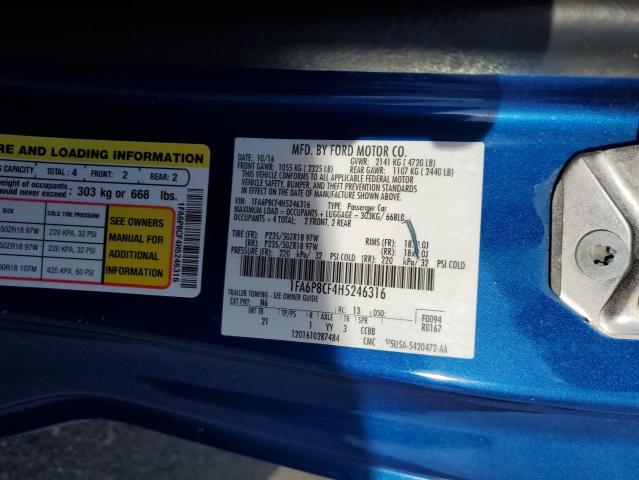 RE AND LOADING INFORMATION
G CAPACITY TOTAL : 4 FRONT: 2 REAR: 2
weight of occupants
ould never exceed : 303 kg or 668 lbs.
SIZE COLD TIRE PRESSURE
50ZR18 97W 220 KPA, 32 PSI
50ZR18 97W 220 KPA, 32 PSI
80R18 107M 420 KPA, 60 PSI
SEE OWNERS
MANUAL FOR
ADDITIONAL
INFORMATION
1FA6P8CF4H5246316
MFD. BY FORD MOTOR CO.
10/16 GVWR: 2141 KG ( 4720 LB)
FRONT GAWR: 1055 KG ( 2325 LB) REAR GAWR: 1107 KG ( 2440 LB)
THIS VEHICLE CONFORMS TO ALL APPLICABLE FEDERAL MOTOR
VEHICLE SAFETY, BUMPER, AND THEFT PREVENTION STANDARDS IN
EFFECT ON THE DATE OF MANUFACTURE SHOWN ABOVE.
VIN: 1FA6P8CF4H5246316 TYPE: Passenger Car
MAXIMUM LOAD = OCCUPANTS + LUGGAGE = 303KG/ 668LB
OCCUPANTS = 4 TOTAL: 2 FRONT, 2 REAR
TIRE (FR): P235/50ZR18 97W RIMS (FR):
(RR): P235/50ZR18 97W (RR):
PRESSURE (FR): 220 kPa/ 32 PSI COLD (RR): 220 kPa/ 32 PSI COLD
1FA6P8CF4H5246316
TRAILER TOWING - SEE OWNER GUIDE
EXT PNT: N6 RC: 13 DSO: F0094
INT TR TP/PS R AXLE TR SPR R0167
21 1 YY 3 CCBB
1201610287484 CMC 5U5A-5420472-AA